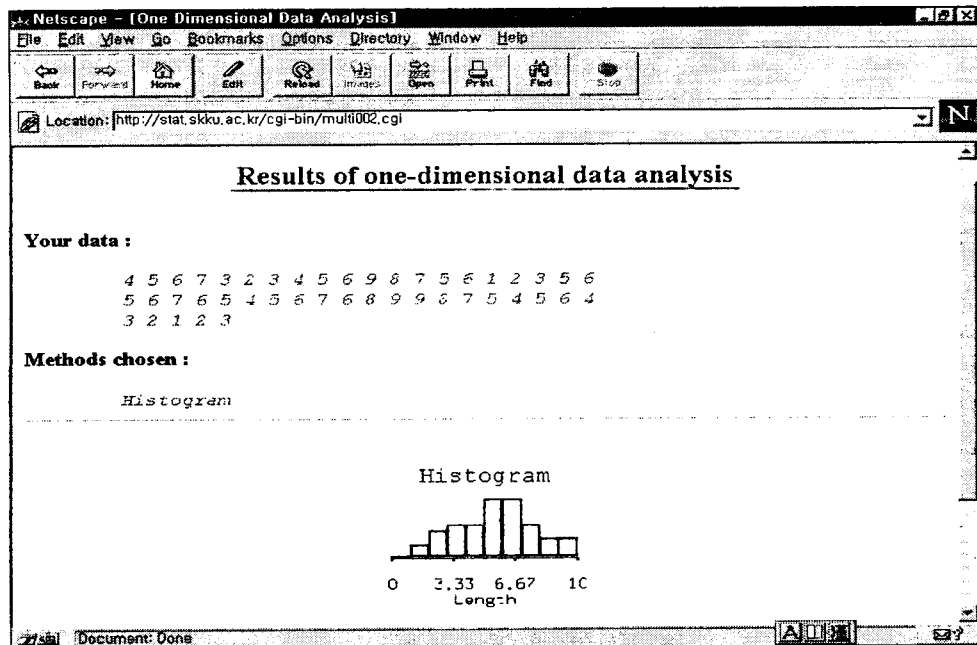 Netscape - [One Dimensional Data Analysis]
File Edit View Go Bookmarks Options Directory Window Help
Back Forward Home Edit Reload Images Open Print Find Stop
Location: http://stat.skku.ac.kr/cgi-bin/multi002.cgi
N
Results of one-dimensional data analysis
Your data :
4 5 6 7 3 2 3 4 5 6 9 8 7 5 6 1 2 3 5 6
5 6 7 6 5 4 5 6 7 6 8 9 9 8 7 5 4 5 6 4
3 2 1 2 3
Methods chosen :
Histogram
Histogram
0 3.33 6.67 10
Length
Document: Done
A
漢